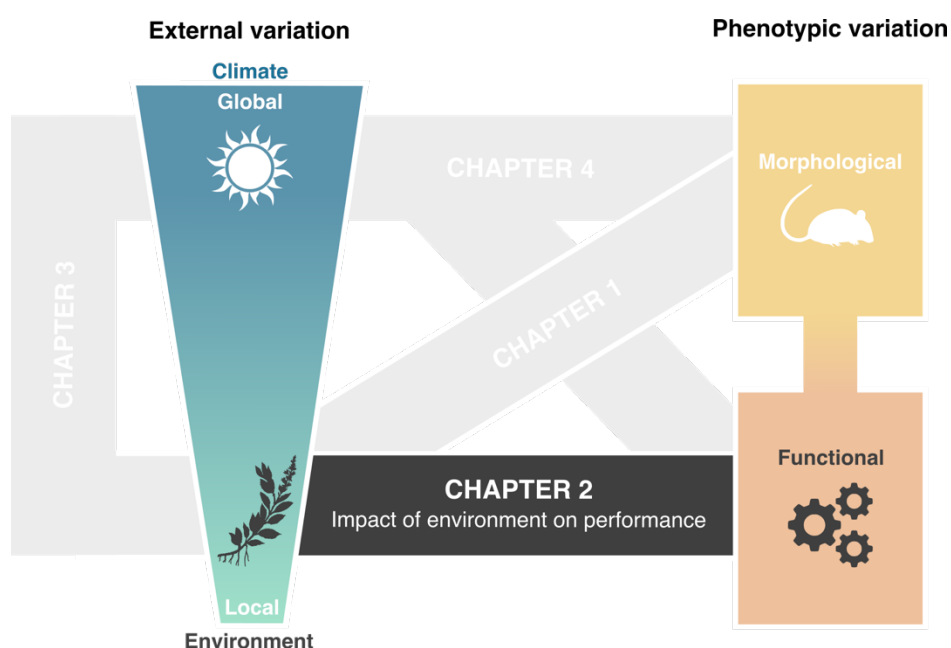 External variation
Phenotypic variation
Climate
Global
Morphological
CHAPTER 4
CHAPTER 3
CHAPTER 1
Functional
CHAPTER 2
Impact of environment on performance
Local
Environment